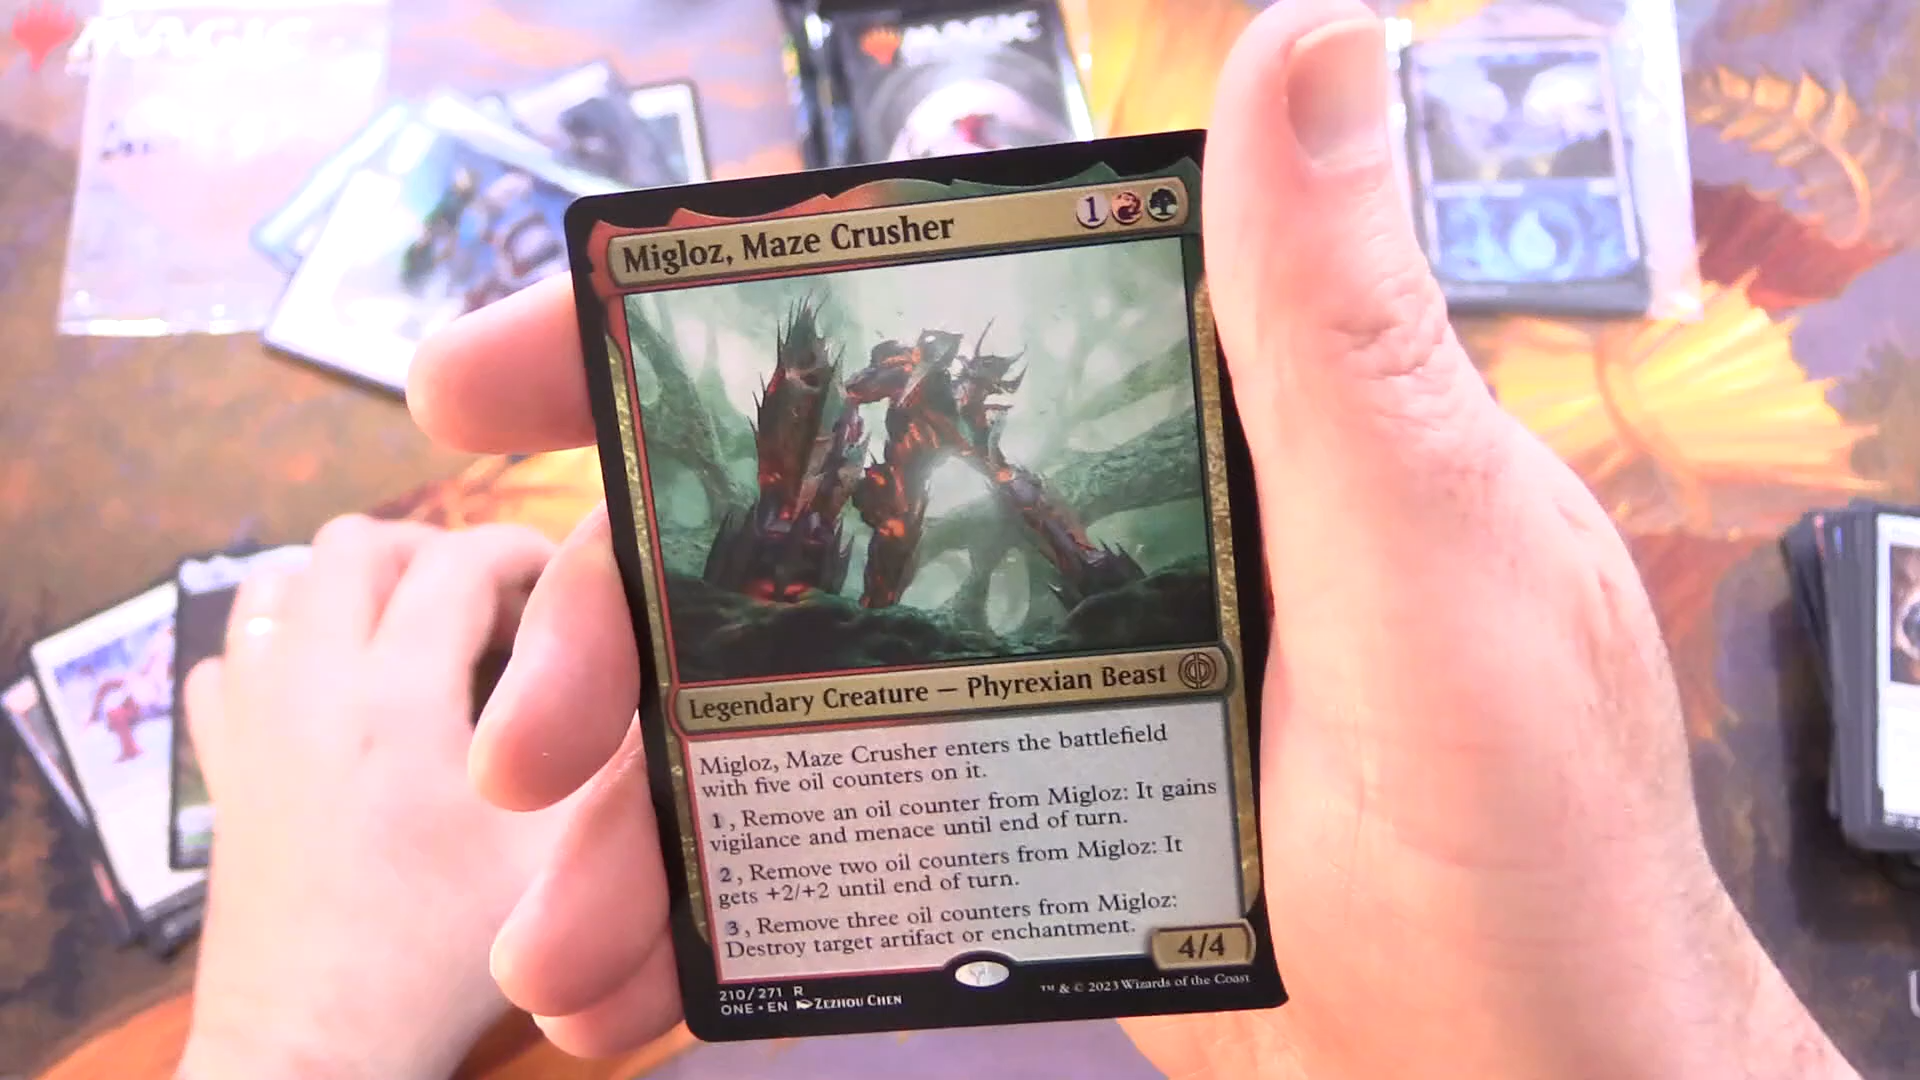 MAGIC
MAGIC
Migloz, Maze Crusher 1
Legendary Creature — Phyrexian Beast
Migloz, Maze Crusher enters the battlefield
with five oil counters on it.
1, Remove an oil counter from Migloz: It gains
vigilance and menace until end of turn.
2, Remove two oil counters from Migloz: It
gets +2/+2 until end of turn.
3, Remove three oil counters from Migloz:
Destroy target artifact or enchantment.
4/4
210/271 R
ONE • EN ZEZHOU CHEN
™ & © 2023 Wizards of the Coast